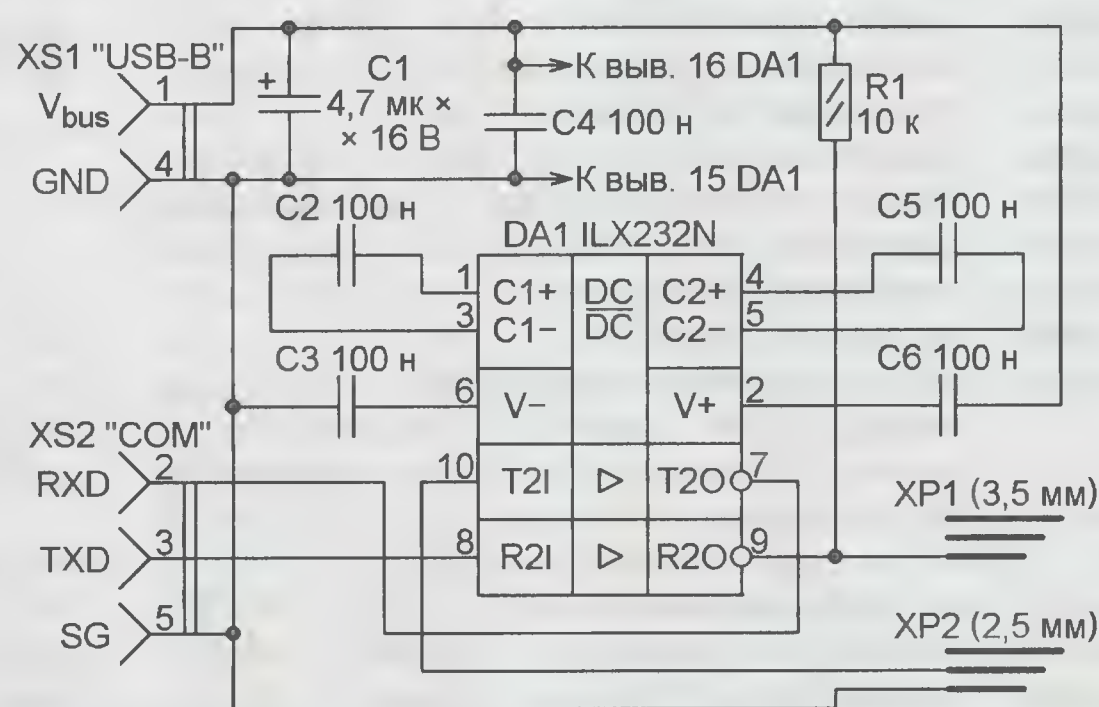 XS1 "USB-B"
1
Vbus
4
GND
+
C1
4,7 мк ×
× 16 В
К выв. 16 DA1
C4 100 н
К выв. 15 DA1
R1
10 к
C2 100 н
DA1 ILX232N
C5 100 н
1
3
C1+
C1–
DC
DC
C2+
C2–
4
5
C3 100 н
C6 100 н
6
V–
V+
2
XS2 "COM"
RXD
2
10
T2I
T2O
7
TXD
3
8
R2I
R2O
9
XP1 (3,5 мм)
SG
5
XP2 (2,5 мм)